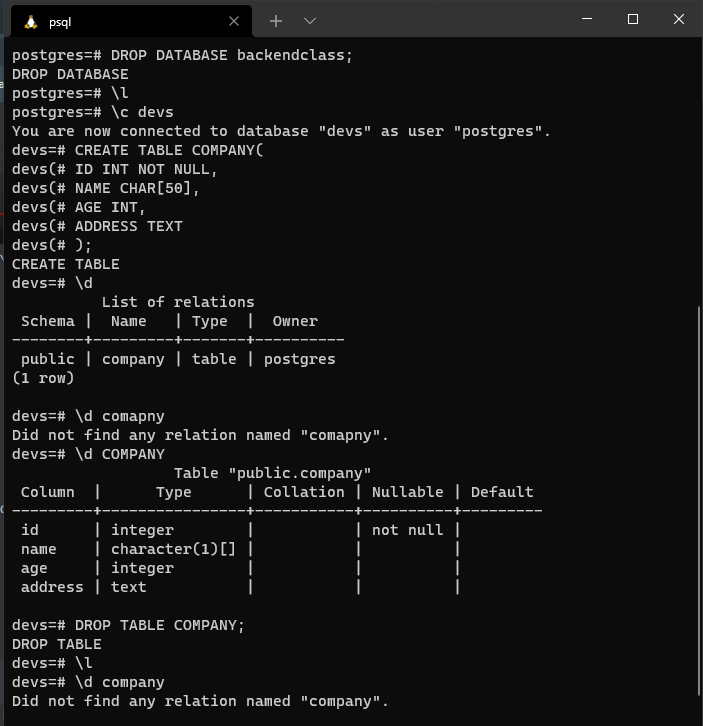 psql
postgres=# DROP DATABASE backendclass;
DROP DATABASE
postgres=# \l
postgres=# \c devs
You are now connected to database "devs" as user "postgres".
devs=# CREATE TABLE COMPANY(
devs(# ID INT NOT NULL,
devs(# NAME CHAR[50],
devs(# AGE INT,
devs(# ADDRESS TEXT
devs(# );
CREATE TABLE
devs=# \d
          List of relations
 Schema |  Name   | Type  |  Owner
--------+---------+-------+----------
 public | company | table | postgres
(1 row)

devs=# \d comapny
Did not find any relation named "comapny".
devs=# \d COMPANY
                  Table "public.company"
 Column  |      Type      | Collation | Nullable | Default
---------+----------------+-----------+----------+---------
 id      | integer        |           | not null |
 name    | character(1)[] |           |          |
 age     | integer        |           |          |
 address | text           |           |          |

devs=# DROP TABLE COMPANY;
DROP TABLE
devs=# \l
devs=# \d company
Did not find any relation named "company".